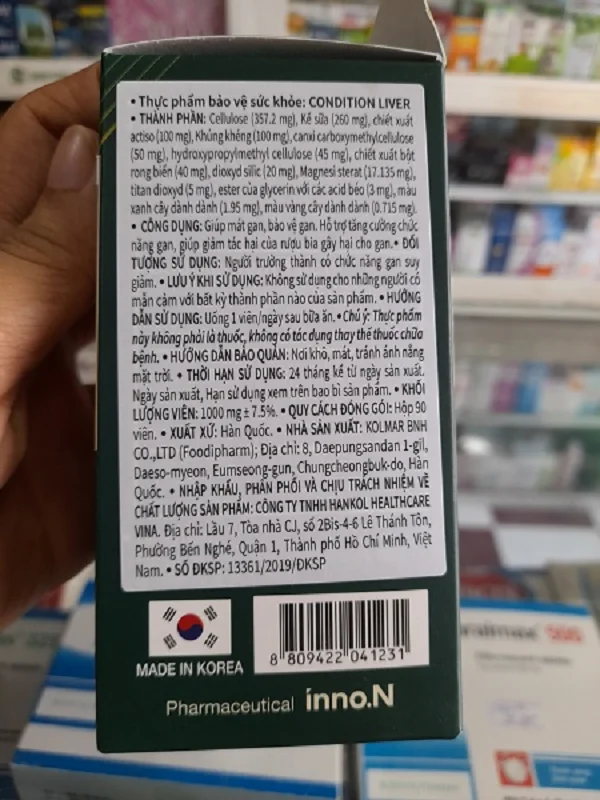 • Thực phẩm bảo vệ sức khỏe: CONDITION LIVER
• THÀNH PHẦN: Cellulose (357.2 mg), Kế sữa (260 mg), chiết xuất
actiso (100 mg), Khúng khéng (100 mg), canxi carboxymethylcellulose
(50 mg), hydroxypropylmethyl cellulose (45 mg), chiết xuất bột
rong biển (40 mg), dioxyd silic (20 mg), Magnesi sterat (17.135 mg),
titan dioxyd (5 mg), ester của glycerin với các acid béo (3 mg), màu
xanh cây dành dành (1.95 mg), màu vàng cây dành dành (0.715 mg).
• CÔNG DỤNG: Giúp mát gan, bảo vệ gan. Hỗ trợ tăng cường chức
năng gan, giúp giảm tác hại của rượu bia gây hại cho gan. • ĐỐI
TƯỢNG SỬ DỤNG: Người trưởng thành có chức năng gan suy
giảm. • LƯU Ý KHI SỬ DỤNG: Không sử dụng cho những người có
mẫn cảm với bất kỳ thành phần nào của sản phẩm. • HƯỚNG
DẪN SỬ DỤNG: Uống 1 viên/ngày sau bữa ăn. • Chú ý: Thực phẩm
này không phải là thuốc, không có tác dụng thay thế thuốc chữa
bệnh. • HƯỚNG DẪN BẢO QUẢN: Nơi khô, mát, tránh ánh nắng
mặt trời. • THỜI HẠN SỬ DỤNG: 24 tháng kể từ ngày sản xuất.
Ngày sản xuất, Hạn sử dụng xem trên bao bì sản phẩm. • KHỐI
LƯỢNG VIÊN: 1000 mg ± 7.5%. • QUY CÁCH ĐÓNG GÓI: Hộp 90
viên. • XUẤT XỨ: Hàn Quốc. • NHÀ SẢN XUẤT: KOLMAR BNH
CO.,LTD (Foodipharm); Địa chỉ: 8, Daepungsandan 1-gil,
Daeso-myeon, Eumseong-gun, Chungcheongbuk-do, Hàn
Quốc. • NHẬP KHẨU, PHÂN PHỐI VÀ CHỊU TRÁCH NHIỆM VỀ
CHẤT LƯỢNG SẢN PHẨM: CÔNG TY TNHH HANKOL HEALTHCARE
VINA. Địa chỉ: Lầu 7, Tòa nhà CJ, số 2Bis-4-6 Lê Thánh Tôn,
Phường Bến Nghé, Quận 1, Thành phố Hồ Chí Minh, Việt
Nam. • SỐ ĐKSP: 13361/2019/ĐKSP
8 809422 041231
MADE IN KOREA
Pharmaceutical inno.N
500